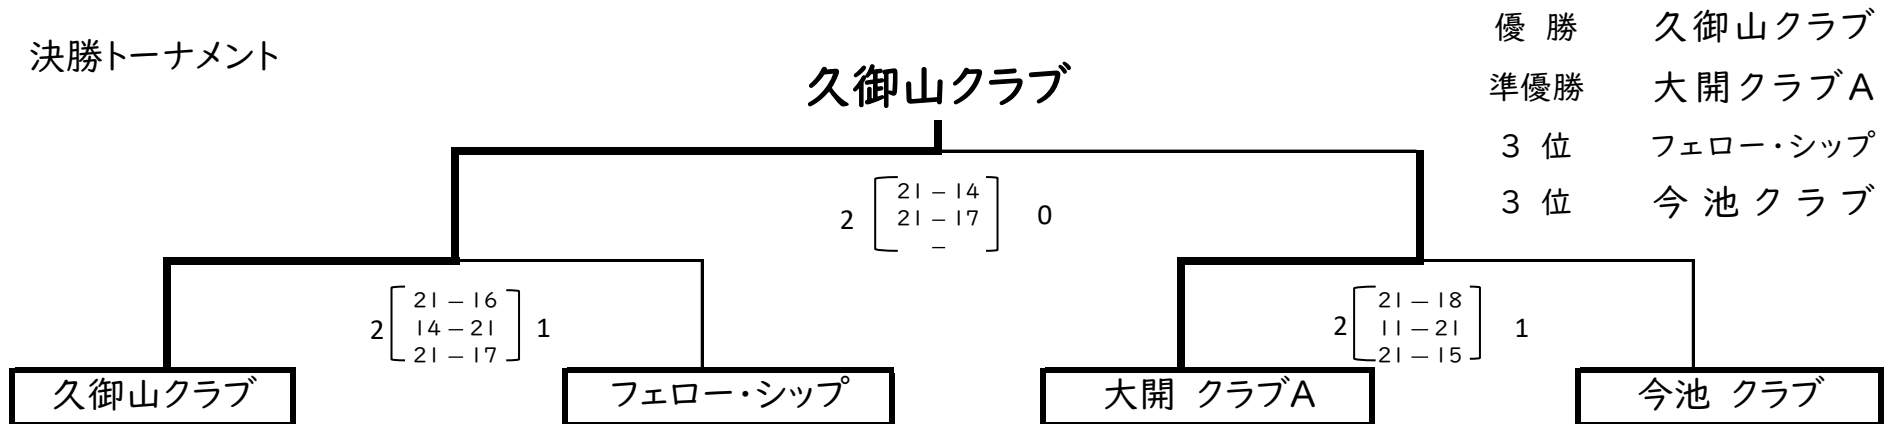 決勝トーナメント
久御山クラブ
優 勝 久御山クラブ
準優勝 大開クラブA
3 位 フェロー・シップ
3 位 今池クラブ
2 21－14 0
21－17
－
2 21－16 1
14－21
21－17
2 21－18 1
11－21
21－15
久御山クラブ
フェロー・シップ
大開 クラブA
今池 クラブ